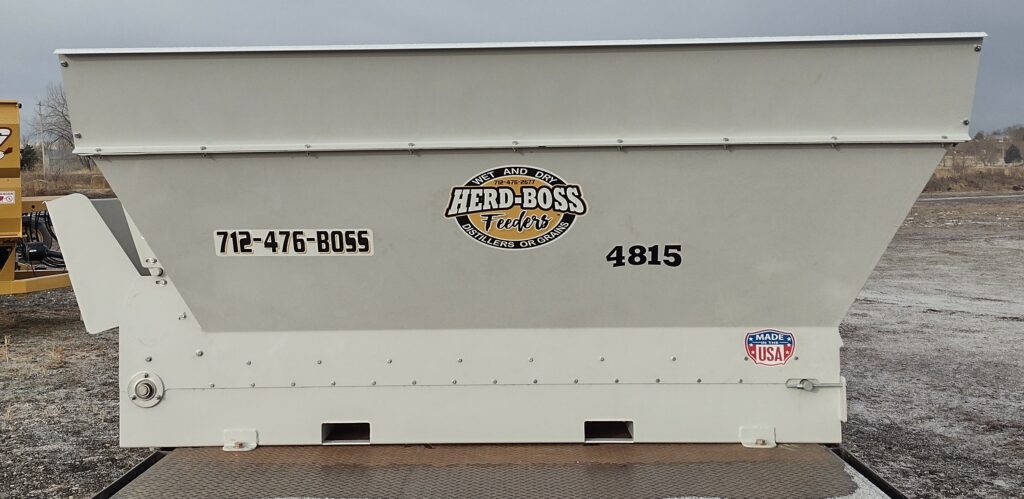 WET AND DRY
712-476-2677
HERD-BOSS
Feeders
DISTILLERS OR GRAINS
712-476-BOSS
4815
MADE
IN THE
USA